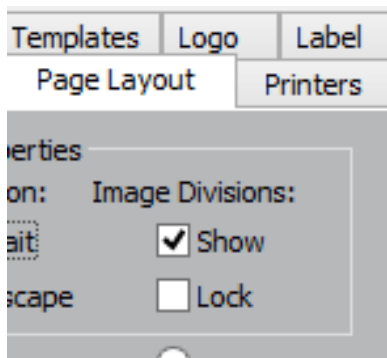 Templates Logo Label
Page Layout Printers
perties
on: Image Divisions:
ait Show
scape Lock